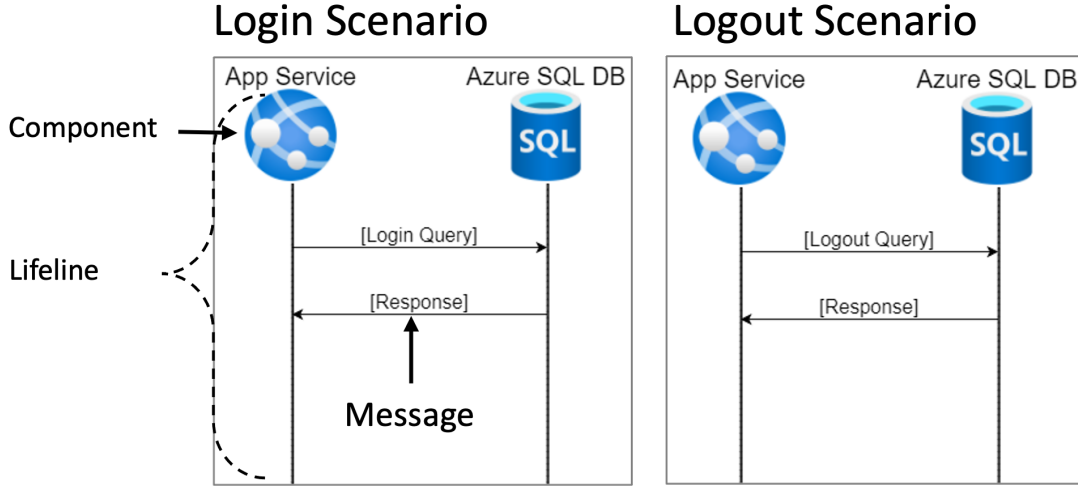 Login Scenario
Logout Scenario
App Service
Azure SQL DB
App Service
Azure SQL DB
Component
SQL
SQL
[Login Query]
[Logout Query]
Lifeline
[Response]
[Response]
Message